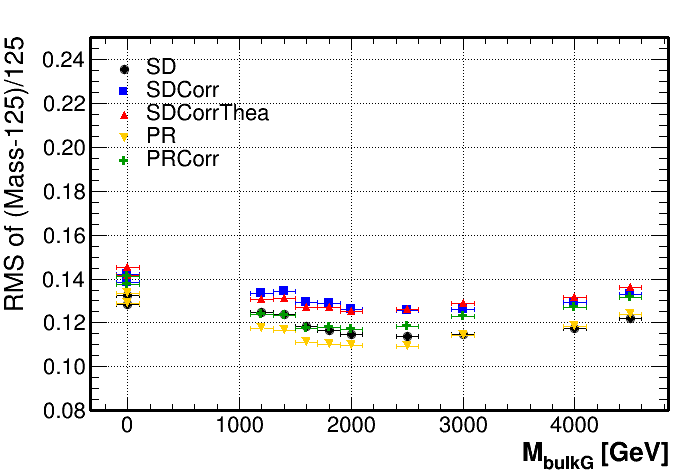 RMS of (Mass-125)/125
0.24
0.22
0.20
0.18
0.16
0.14
0.12
0.10
0.08
SD
SDCorr
SDCorrThea
PR
PRCorr
0 1000 2000 3000 4000
M_bulkG [GeV]